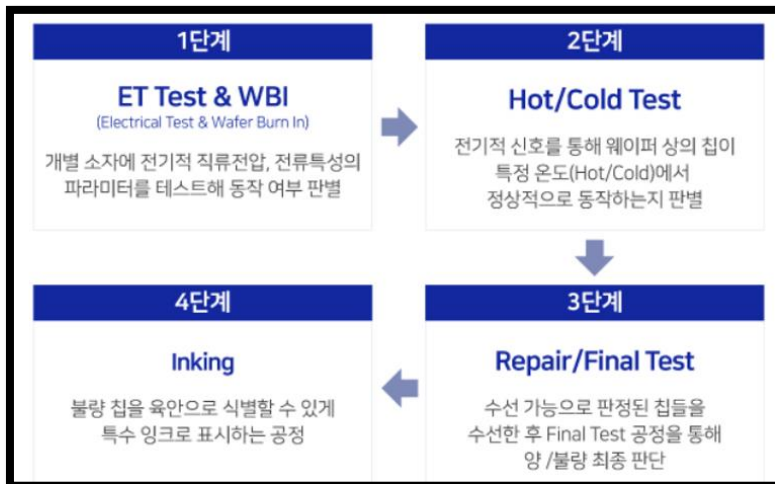 1단계
ET Test & WBI
(Electrical Test & Wafer Burn In)
개별 소자에 전기적 직류전압, 전류특성의
파라미터를 테스트해 동작 여부 판별
2단계
Hot/Cold Test
전기적 신호를 통해 웨이퍼 상의 칩이
특정 온도(Hot/Cold)에서
정상적으로 동작하는지 판별
3단계
Repair/Final Test
수선 가능으로 판정된 칩들을
수선한 후 Final Test 공정을 통해
양 /불량 최종 판단
4단계
Inking
불량 칩을 육안으로 식별할 수 있게
특수 잉크로 표시하는 공정